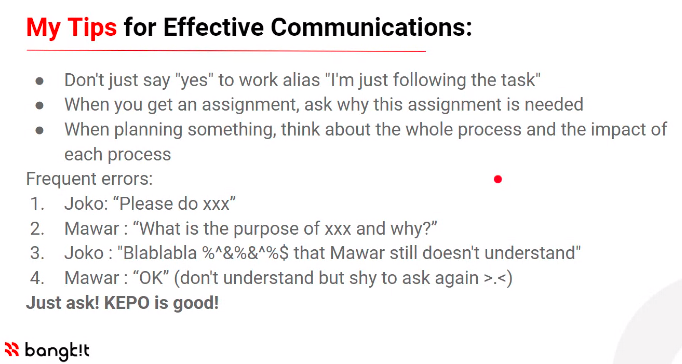 My Tips for Effective Communications:
● Don't just say "yes" to work alias "I'm just following the task"
● When you get an assignment, ask why this assignment is needed
● When planning something, think about the whole process and the impact of
each process
Frequent errors:
1. Joko: “Please do xxx”
2. Mawar : “What is the purpose of xxx and why?”
3. Joko : "Blablabla %^&%&^%$ that Mawar still doesn't understand"
4. Mawar : “OK” (don't understand but shy to ask again >.<)
Just ask! KEPO is good!
bangk!t